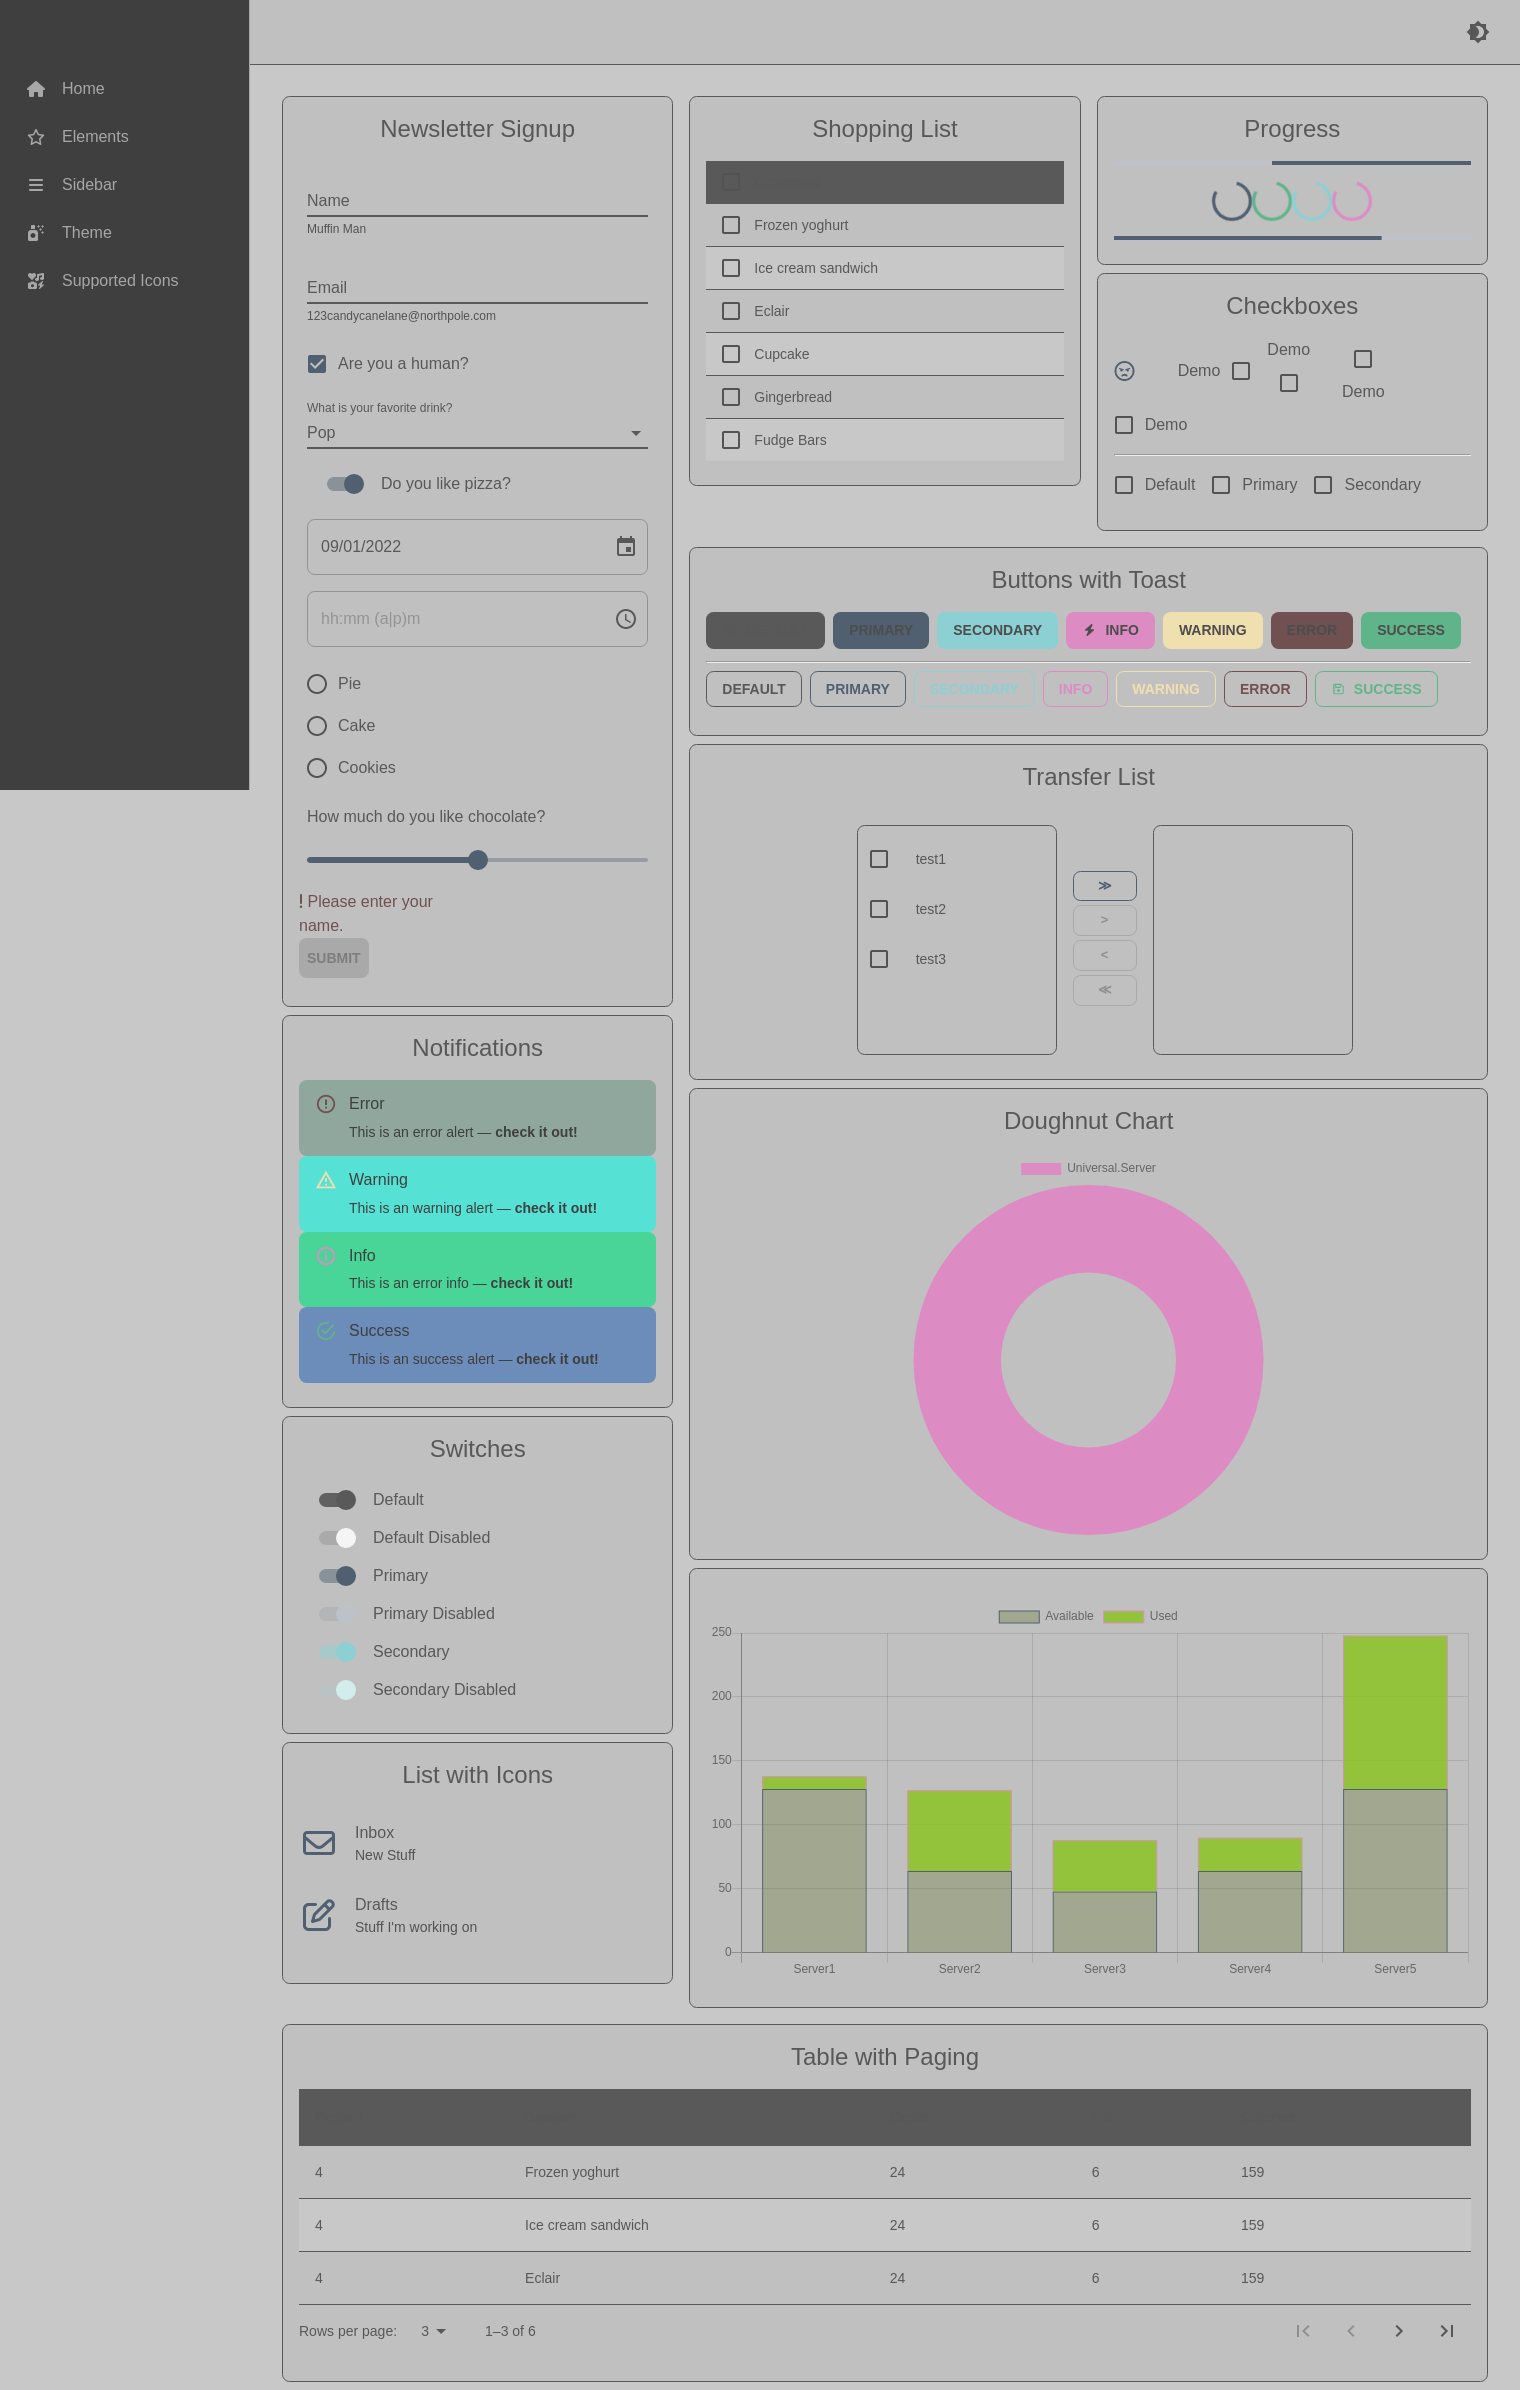 Home
Elements
Sidebar
Theme
Supported Icons
Newsletter Signup
Name
Muffin Man
Email
123candycanelane@northpole.com
Are you a human?
What is your favorite drink?
Pop
Do you like pizza?
09/01/2022
hh:mm (a|p)m
Pie
Cake
Cookies
How much do you like chocolate?
! Please enter your
name.
SUBMIT
Notifications
Error
This is an error alert — check it out!
Warning
This is an warning alert — check it out!
Info
This is an error info — check it out!
Success
This is an success alert — check it out!
Switches
Default
Default Disabled
Primary
Primary Disabled
Secondary
Secondary Disabled
List with Icons
Inbox
New Stuff
Drafts
Stuff I'm working on
Shopping List
Frozen yoghurt
Ice cream sandwich
Eclair
Cupcake
Gingerbread
Fudge Bars
Progress
Checkboxes
Demo
Demo
Demo
Demo
Default Primary Secondary
Buttons with Toast
PRIMARY SECONDARY INFO WARNING ERROR SUCCESS
DEFAULT PRIMARY SECONDARY INFO WARNING ERROR SUCCESS
Transfer List
test1
test2
test3
≫
>
<
≪
Doughnut Chart
Universal.Server
Available Used
250
200
150
100
50
0
Server1 Server2 Server3 Server4 Server5
Table with Paging
4 Frozen yoghurt 24 6 159
4 Ice cream sandwich 24 6 159
4 Eclair 24 6 159
Rows per page: 3 1–3 of 6